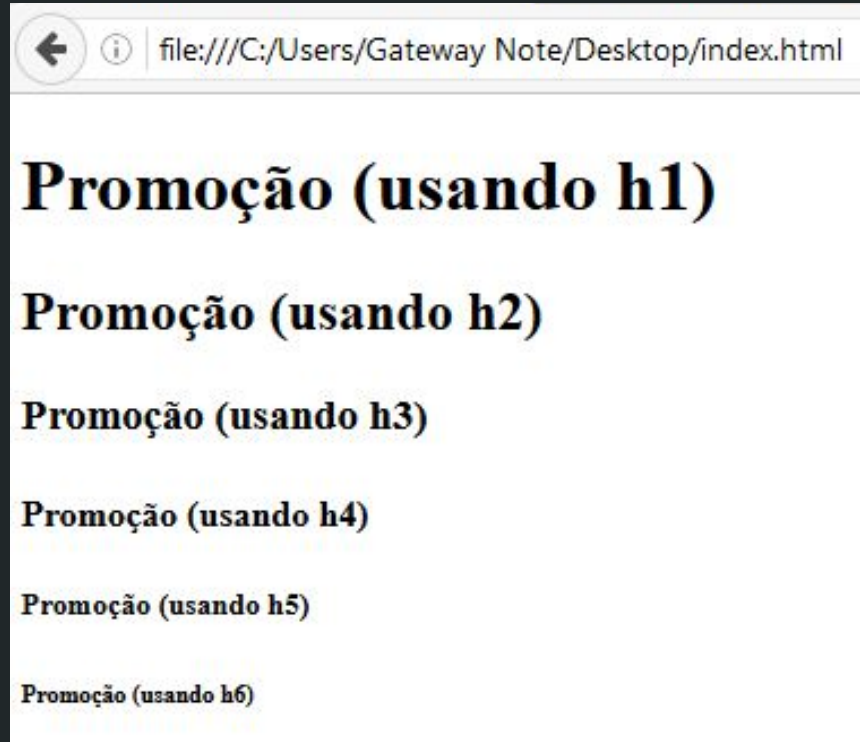 file:///C:/Users/Gateway Note/Desktop/index.html
Promoção (usando h1)
Promoção (usando h2)
Promoção (usando h3)
Promoção (usando h4)
Promoção (usando h5)
Promoção (usando h6)